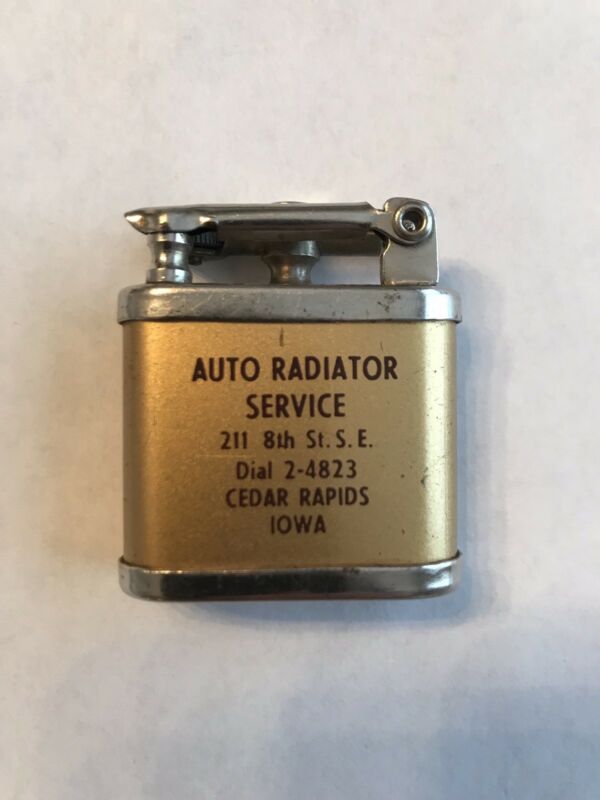 AUTO RADIATOR
SERVICE
211 8th St. S. E.
Dial 2-4823
CEDAR RAPIDS
IOWA